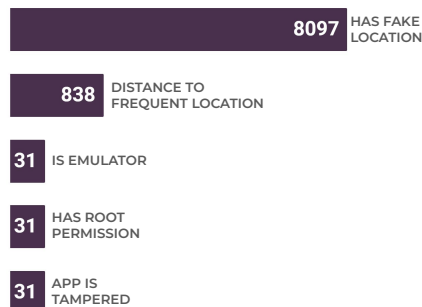 8097 HAS FAKE
LOCATION
838 DISTANCE TO
FREQUENT LOCATION
31 IS EMULATOR
31 HAS ROOT
PERMISSION
31 APP IS
TAMPERED